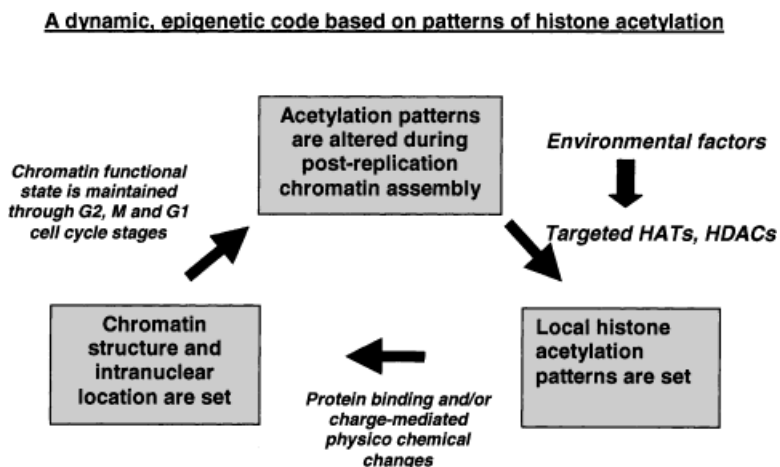 A dynamic, epigenetic code based on patterns of histone acetylation
Acetylation patterns
are altered during
post-replication
chromatin assembly
Environmental factors
Targeted HATs, HDACs
Chromatin functional
state is maintained
through G2, M and G1
cell cycle stages
Chromatin
structure and
intranuclear
location are set
Local histone
acetylation
patterns are set
Protein binding and/or
charge-mediated
physico chemical
changes